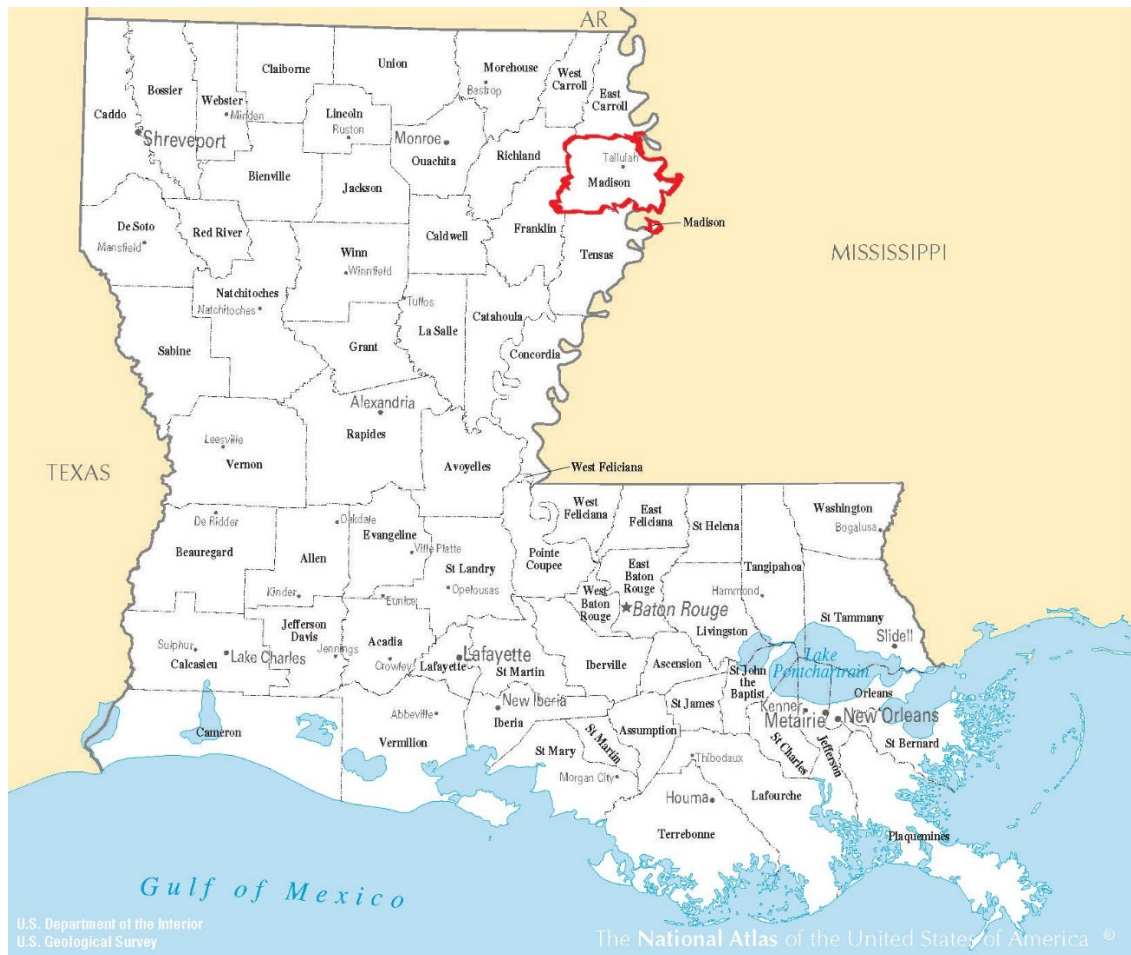 AR
Claiborne
Union
Morehouse
West
Carroll
East
Carroll
Bossier
Webster
Minden
Bastrop
Caddo
Lincoln
Ruston
Shreveport
Monroe
Ouachita
Richland
Tallulah
Madison
Bienville
Jackson
Madison
De Soto
Mansfield
Red River
Caldwell
Franklin
Tensas
MISSISSIPPI
Winn
Winnfield
Natchitoches
Natchitoches
Tullos
La Salle
Catahoula
Sabine
Grant
Concordia
Alexandria
Rapides
Leesville
Vernon
Avoyelles
West Feliciana
TEXAS
West
Feliciana
East
Feliciana
St Helena
Washington
Bogalusa
De Ridder
Oakdale
Evangeline
Ville Platte
Beauregard
Allen
Pointe
Coupee
St Landry
Opelousas
East
Baton
Rouge
Tangipahoa
Kinder
Eunice
West
Baton
Rouge
Baton Rouge
Hammond
St Tammany
Slidell
Jefferson
Davis
Acadia
Livingston
Sulphur
Calcasieu
Lake Charles
Jennings
Crowley
Lafayette
Lafayette
St Martin
Iberville
Ascension
St John
the
Baptist
Lake
Pontchartrain
Orleans
New Iberia
Iberia
St James
Kenner
Metairie
New Orleans
Abbeville
Vermilion
Cameron
Assumption
St Mary
St Martin
St Charles
Jefferson
St Bernard
Thibodaux
Morgan City
Houma
Lafourche
Terrebonne
Plaquemines
Gulf of Mexico
U.S. Department of the Interior
U.S. Geological Survey
The National Atlas of the United States of America ®